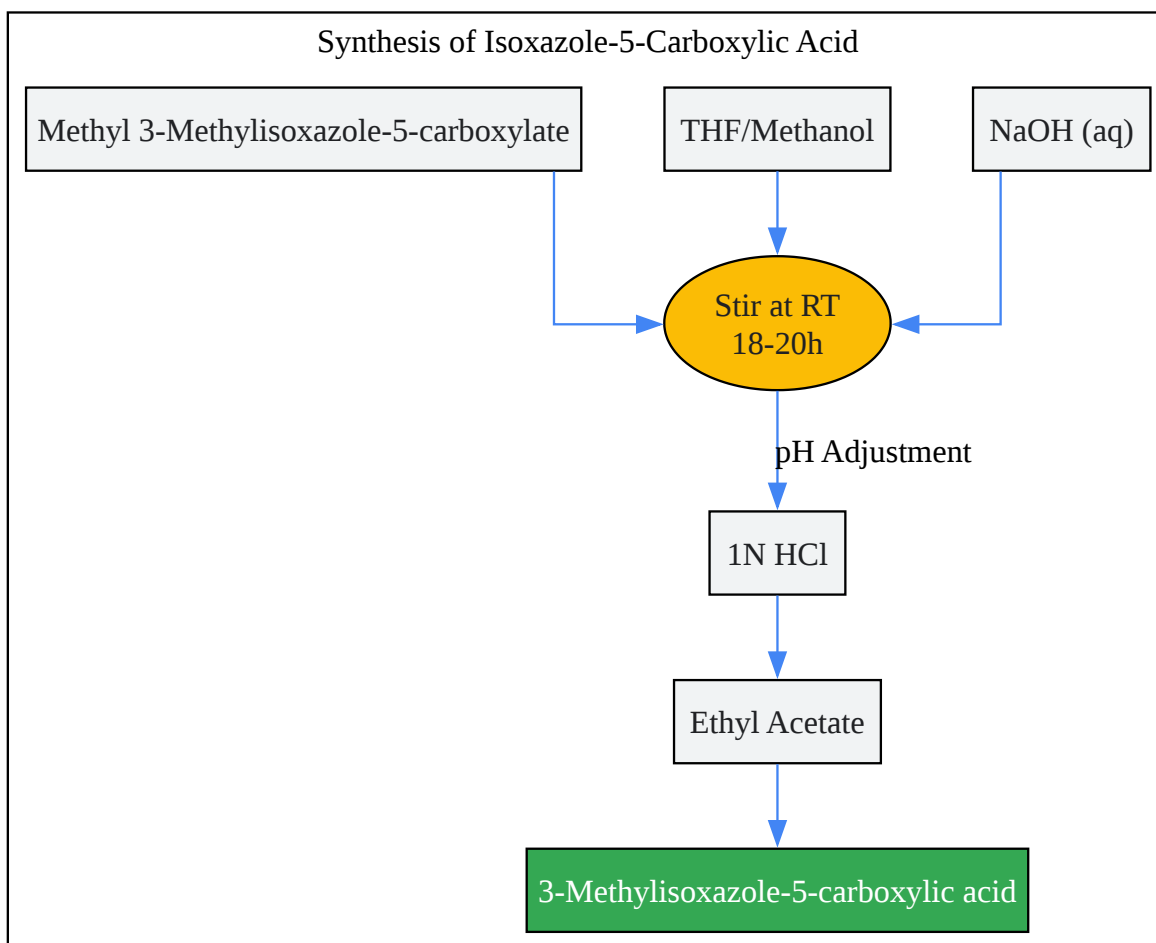 Synthesis of Isoxazole-5-Carboxylic Acid
Methyl 3-Methylisoxazole-5-carboxylate
THF/Methanol
NaOH (aq)
Stir at RT
18-20h
pH Adjustment
1N HCl
Ethyl Acetate
3-Methylisoxazole-5-carboxylic acid